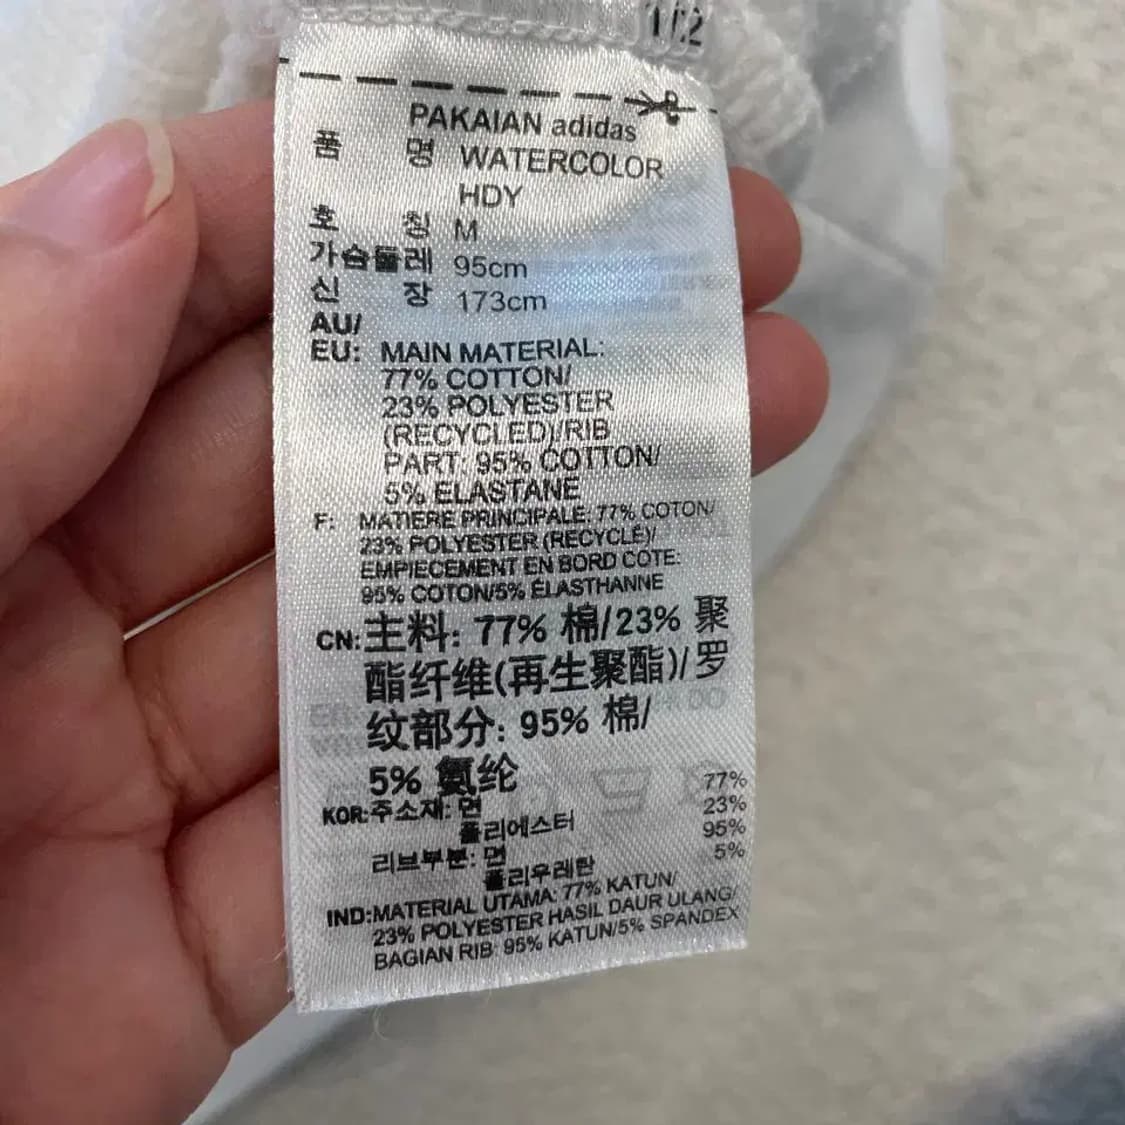 1/2
PAKAIAN adidas
품 명 WATERCOLOR
HDY
호 칭 M
가슴둘레 95cm
신 장 173cm
AU/
EU: MAIN MATERIAL:
77% COTTON/
23% POLYESTER
(RECYCLED)/RIB
PART: 95% COTTON/
5% ELASTANE
F: MATIERE PRINCIPALE: 77% COTON/
23% POLYESTER (RECYCLÉ)/
EMPIECEMENT EN BORD COTE:
95% COTON/5% ÉLASTHANNE
CN: 主料: 77% 棉/23% 聚
酯纤维(再生聚酯)/罗
纹部分: 95% 棉/
5% 氨纶
KOR: 주소재: 면 77%
폴리에스터 23%
리브부분: 면 95%
폴리우레탄 5%
IND: MATERIAL UTAMA: 77% KATUN/
23% POLYESTER HASIL DAUR ULANG/
BAGIAN RIB: 95% KATUN/5% SPANDEX